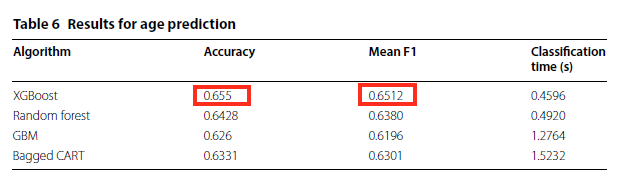 Table 6 Results for age prediction
Algorithm Accuracy Mean F1 Classification
time (s)
XGBoost 0.655 0.6512 0.4596
Random forest 0.6428 0.6380 0.4920
GBM 0.626 0.6196 1.2764
Bagged CART 0.6331 0.6301 1.5232